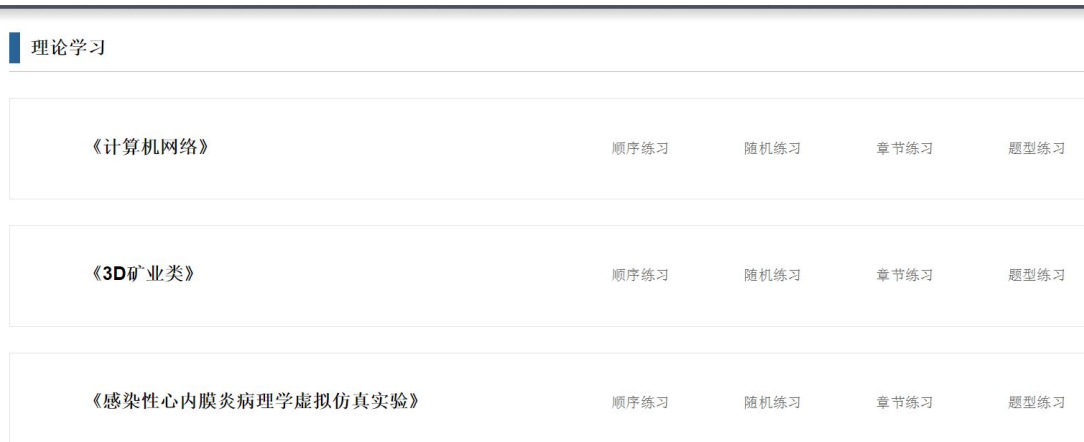 理论学习
《计算机网络》 顺序练习 随机练习 章节练习 题型练习
《3D矿业类》 顺序练习 随机练习 章节练习 题型练习
《感染性心内膜炎病理学虚拟仿真实验》 顺序练习 随机练习 章节练习 题型练习